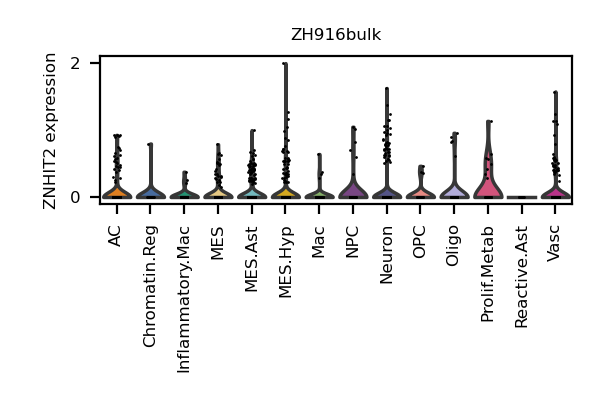 ZH916bulk
ZNHIT2 expression
2
0
AC
Chromatin.Reg
Inflammatory.Mac
MES
MES.Ast
MES.Hyp
Mac
NPC
Neuron
OPC
Oligo
Prolif.Metab
Reactive.Ast
Vasc